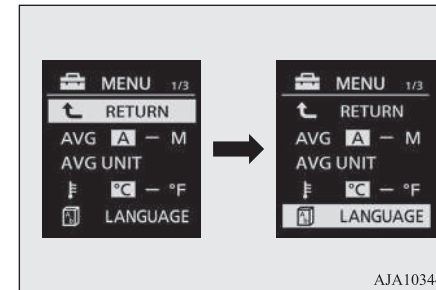 MENU 1/3
RETURN
AVG A – M
AVG UNIT
°C – °F
LANGUAGE
MENU 1/3
RETURN
AVG A – M
AVG UNIT
°C – °F
LANGUAGE
AJA1034